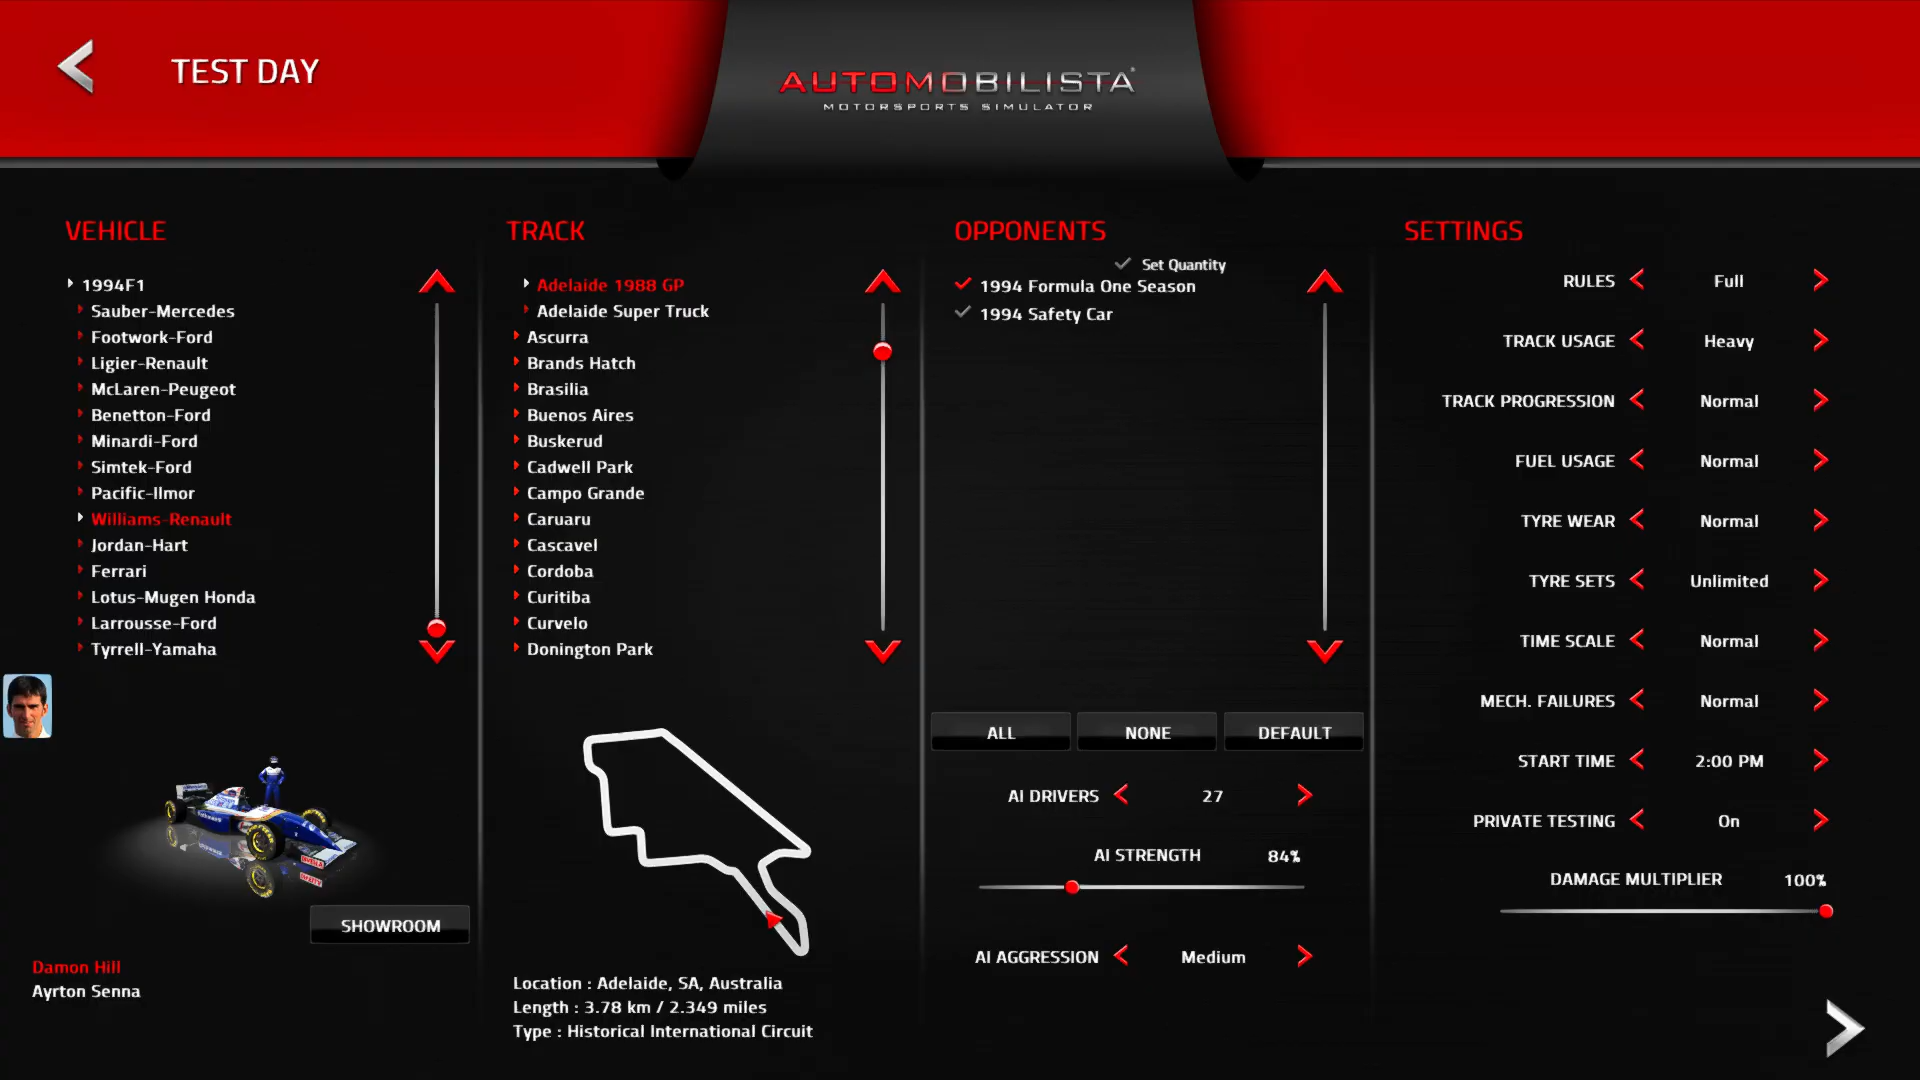 TEST DAY
AUTOMOBILISTA
MOTORSPORTS SIMULATOR
VEHICLE
1994F1
Sauber-Mercedes
Footwork-Ford
Ligier-Renault
McLaren-Peugeot
Benetton-Ford
Minardi-Ford
Simtek-Ford
Pacific-Ilmor
Williams-Renault
Jordan-Hart
Ferrari
Lotus-Mugen Honda
Larrousse-Ford
Tyrrell-Yamaha
SHOWROOM
Damon Hill
Ayrton Senna
TRACK
Adelaide 1988 GP
Adelaide Super Truck
Ascurra
Brands Hatch
Brasilia
Buenos Aires
Buskerud
Cadwell Park
Campo Grande
Caruaru
Cascavel
Cordoba
Curitiba
Curvelo
Donington Park
Location : Adelaide, SA, Australia
Length : 3.78 km / 2.349 miles
Type : Historical International Circuit
OPPONENTS
Set Quantity
1994 Formula One Season
1994 Safety Car
ALL NONE DEFAULT
AI DRIVERS 27
AI STRENGTH 84%
AI AGGRESSION Medium
SETTINGS
RULES Full
TRACK USAGE Heavy
TRACK PROGRESSION Normal
FUEL USAGE Normal
TYRE WEAR Normal
TYRE SETS Unlimited
TIME SCALE Normal
MECH. FAILURES Normal
START TIME 2:00 PM
PRIVATE TESTING On
DAMAGE MULTIPLIER 100%